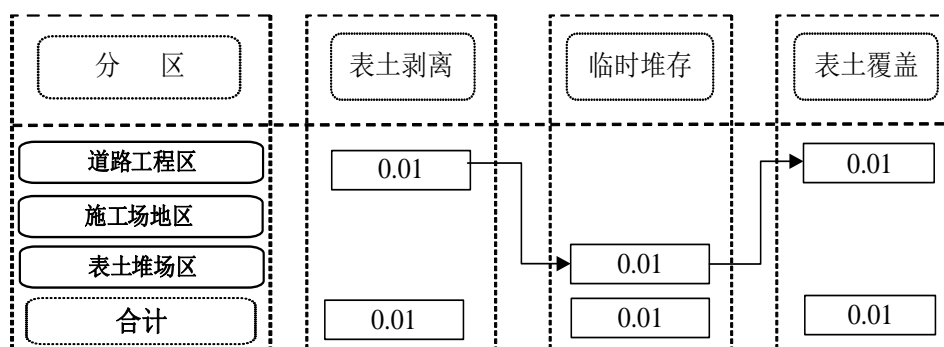 分 区 表土剥离 临时堆存 表土覆盖
道路工程区 0.01 0.01
施工场地区
表土堆场区 0.01
合计 0.01 0.01 0.01